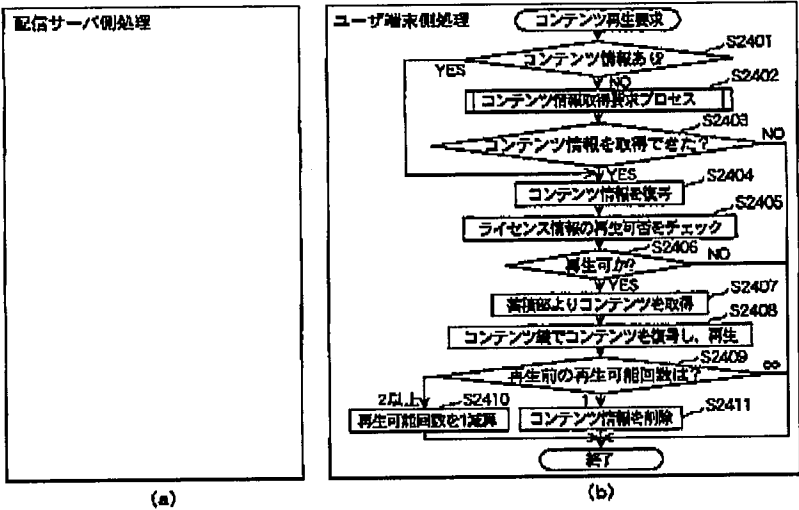 配信サーバ側処理
ユーザ端末側処理
コンテンツ再生要求
S2401
コンテンツ情報あり?
YES
NO
S2402
コンテンツ情報取得要求プロセス
S2403
コンテンツ情報を取得できた?
NO
YES
S2404
コンテンツ情報を復号
S2405
ライセンス情報の再生可否をチェック
S2406
再生可か?
NO
YES
S2407
蓄積部よりコンテンツを取得
S2408
コンテンツ鍵でコンテンツを復号し、再生
S2409
再生前の再生可能回数は?
∞
2以上
S2410
1
再生可能回数を1減算
コンテンツ情報を削除
S2411
終了
(a)
(b)